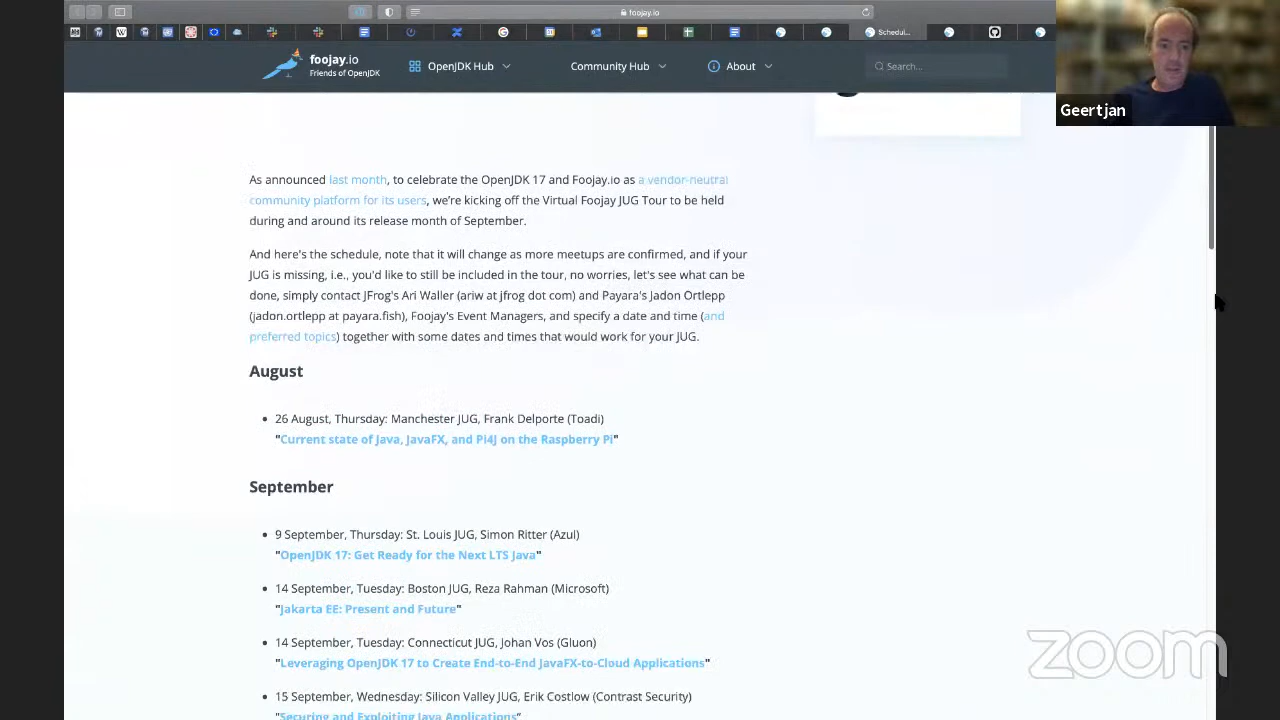 foojay.io
Schedul...
foojay.io
Friends of OpenJDK
OpenJDK Hub
Community Hub
About
Search...
Geertjan
As announced last month, to celebrate the OpenJDK 17 and Foojay.io as a vendor-neutral
community platform for its users, we're kicking off the Virtual Foojay JUG Tour to be held
during and around its release month of September.
And here's the schedule, note that it will change as more meetups are confirmed, and if your
JUG is missing, i.e., you'd like to still be included in the tour, no worries, let's see what can be
done, simply contact JFrog's Ari Waller (ariw at jfrog dot com) and Payara's Jadon Ortlepp
(jadon.ortlepp at payara.fish), Foojay's Event Managers, and specify a date and time (and
preferred topics) together with some dates and times that would work for your JUG.
August
26 August, Thursday: Manchester JUG, Frank Delporte (Toadi)
"Current state of Java, JavaFX, and Pi4J on the Raspberry Pi"
September
9 September, Thursday: St. Louis JUG, Simon Ritter (Azul)
"OpenJDK 17: Get Ready for the Next LTS Java"
14 September, Tuesday: Boston JUG, Reza Rahman (Microsoft)
"Jakarta EE: Present and Future"
14 September, Tuesday: Connecticut JUG, Johan Vos (Gluon)
"Leveraging OpenJDK 17 to Create End-to-End JavaFX-to-Cloud Applications"
15 September, Wednesday: Silicon Valley JUG, Erik Costlow (Contrast Security)
"Securing and Exploiting Java Applications"
zoom